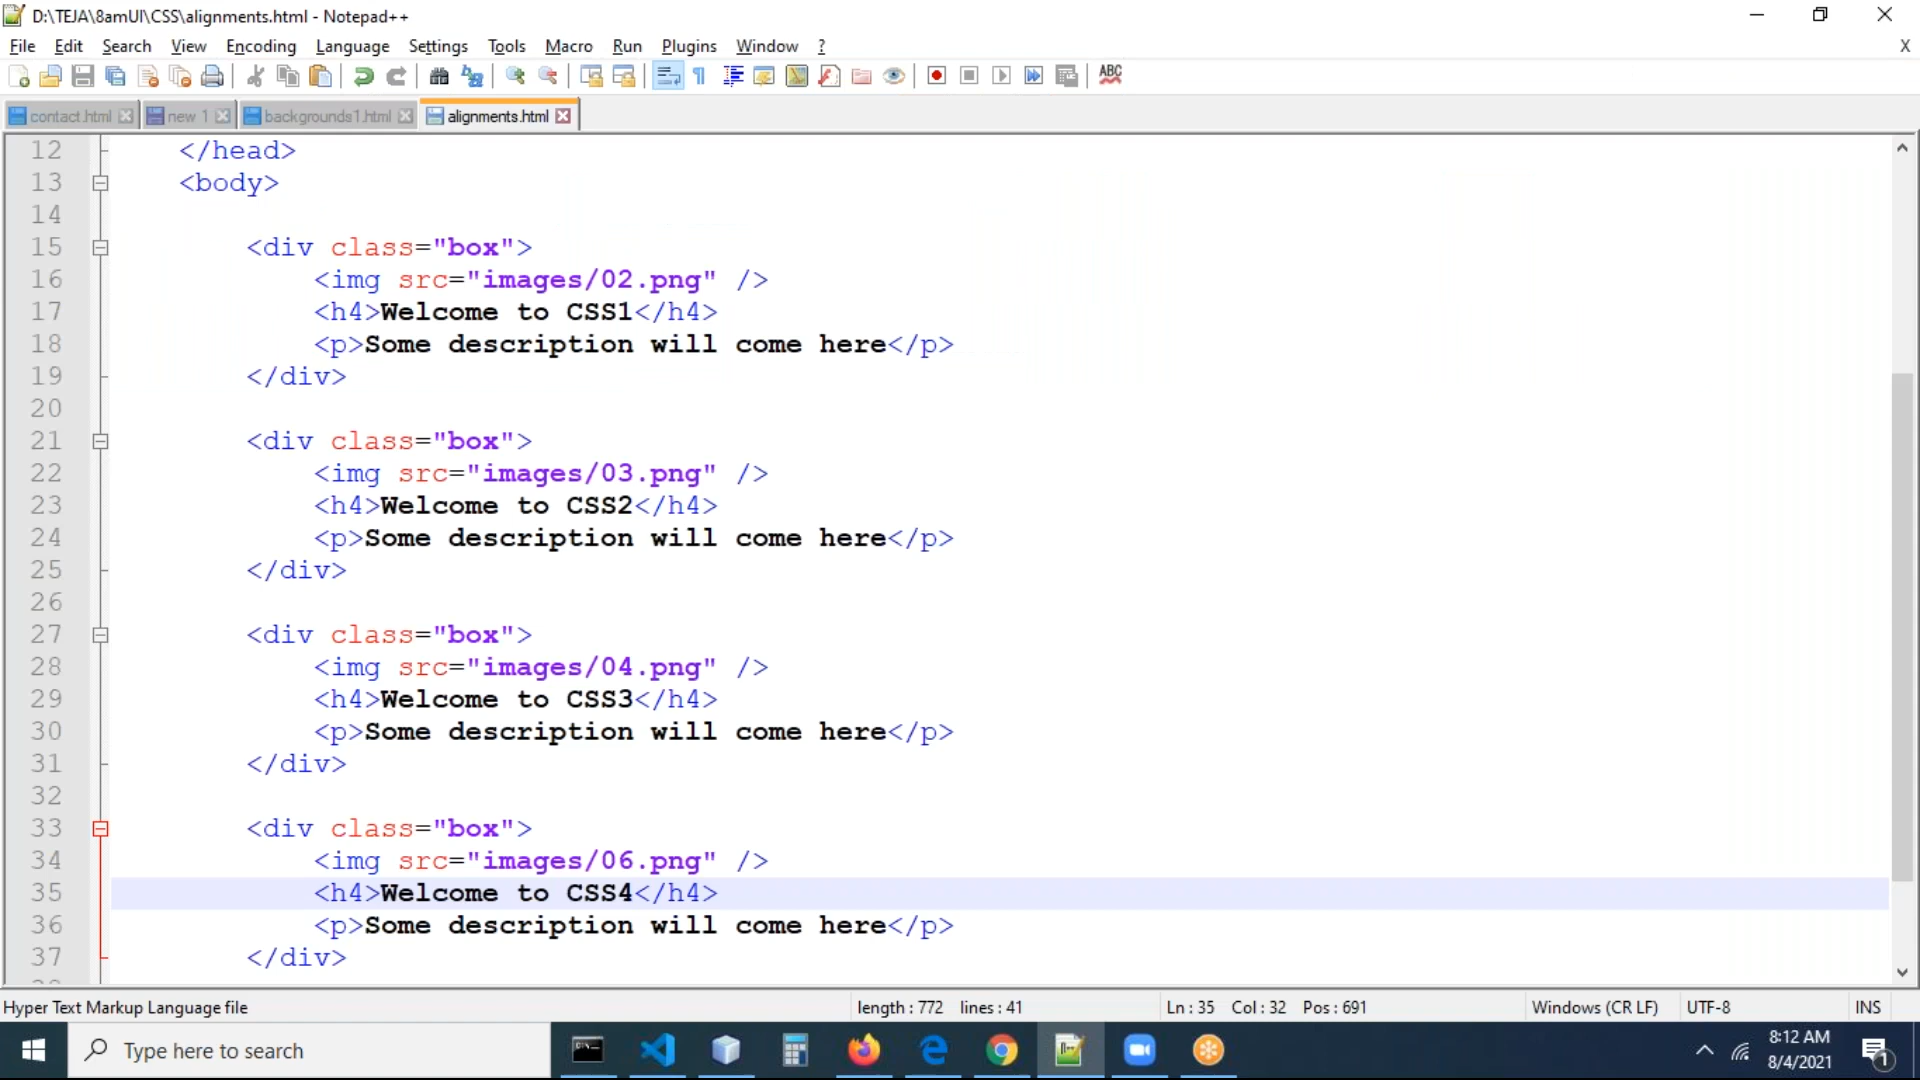 D:\TEJA\8amUI\CSS\alignments.html - Notepad++
File Edit Search View Encoding Language Settings Tools Macro Run Plugins Window ? X
ABC
contact.html new 1 backgrounds1.html alignments.html
12 </head>
13 <body>
14
15 <div class="box">
16 <img src="images/02.png" />
17 <h4>Welcome to CSS1</h4>
18 <p>Some description will come here</p>
19 </div>
20
21 <div class="box">
22 <img src="images/03.png" />
23 <h4>Welcome to CSS2</h4>
24 <p>Some description will come here</p>
25 </div>
26
27 <div class="box">
28 <img src="images/04.png" />
29 <h4>Welcome to CSS3</h4>
30 <p>Some description will come here</p>
31 </div>
32
33 <div class="box">
34 <img src="images/06.png" />
35 <h4>Welcome to CSS4</h4>
36 <p>Some description will come here</p>
37 </div>
Hyper Text Markup Language file length : 772 lines : 41 Ln : 35 Col : 32 Pos : 691 Windows (CR LF) UTF-8 INS
Type here to search
8:12 AM
8/4/2021
1